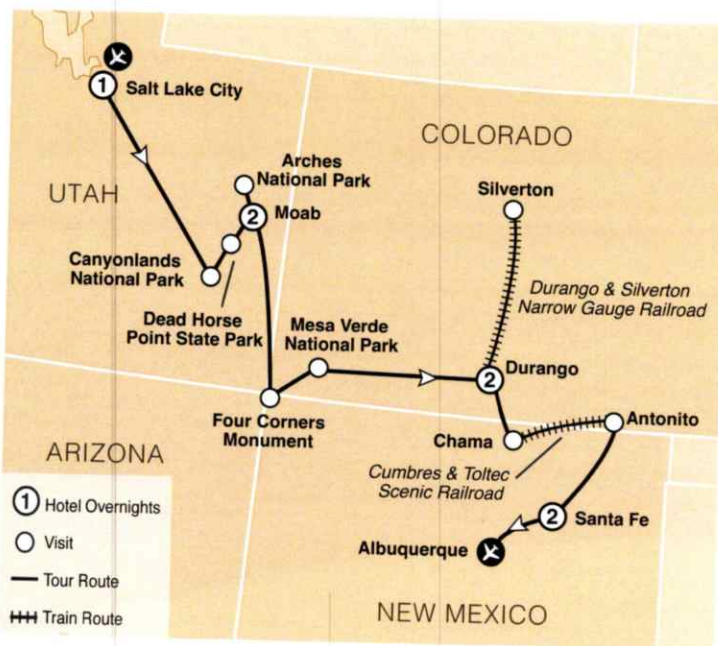 1
Salt Lake City
COLORADO
Arches
National Park
Silverton
UTAH
2
Moab
Canyonlands
National Park
Durango & Silverton
Narrow Gauge Railroad
Dead Horse
Point State Park
Mesa Verde
National Park
2
Durango
Four Corners
Monument
Antonito
Chama
ARIZONA
Cumbres & Toltec
Scenic Railroad
1 Hotel Overnights
2
Santa Fe
Visit
Albuquerque
Tour Route
Train Route
NEW MEXICO